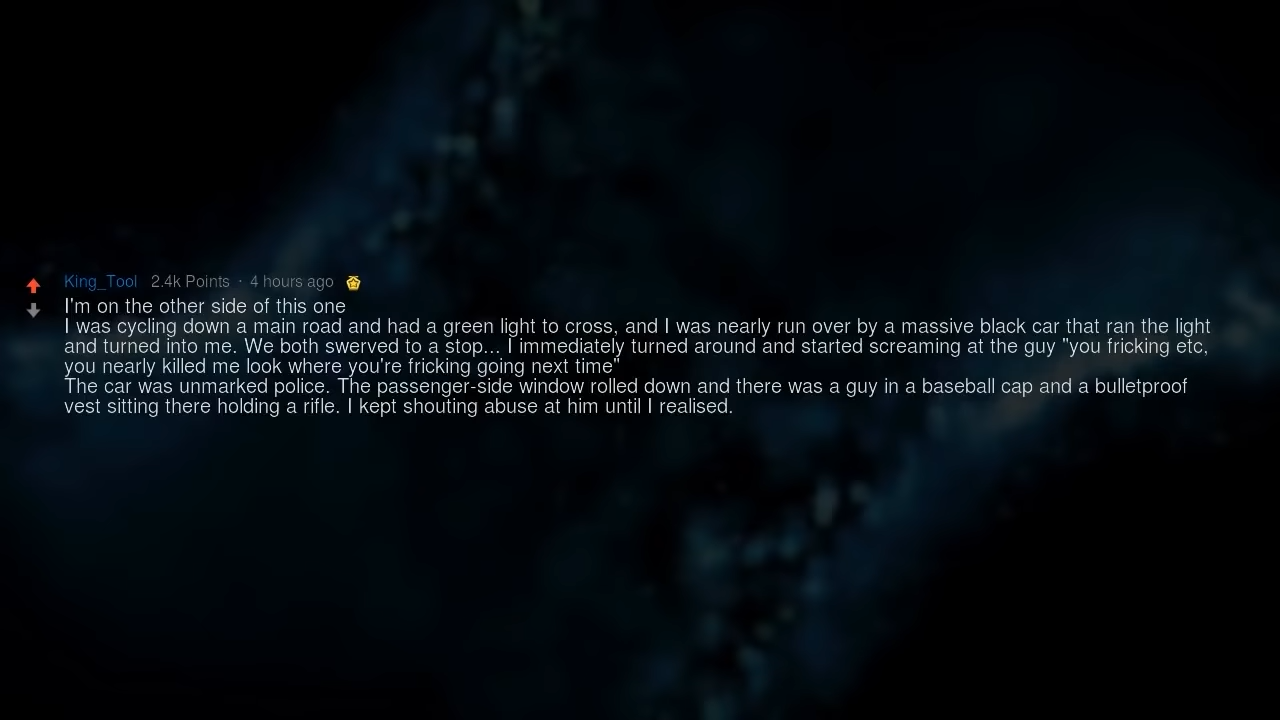 King_Tool 2.4k Points · 4 hours ago
I'm on the other side of this one
I was cycling down a main road and had a green light to cross, and I was nearly run over by a massive black car that ran the light
and turned into me. We both swerved to a stop... I immediately turned around and started screaming at the guy "you fricking etc,
you nearly killed me look where you're fricking going next time"
The car was unmarked police. The passenger-side window rolled down and there was a guy in a baseball cap and a bulletproof
vest sitting there holding a rifle. I kept shouting abuse at him until I realised.